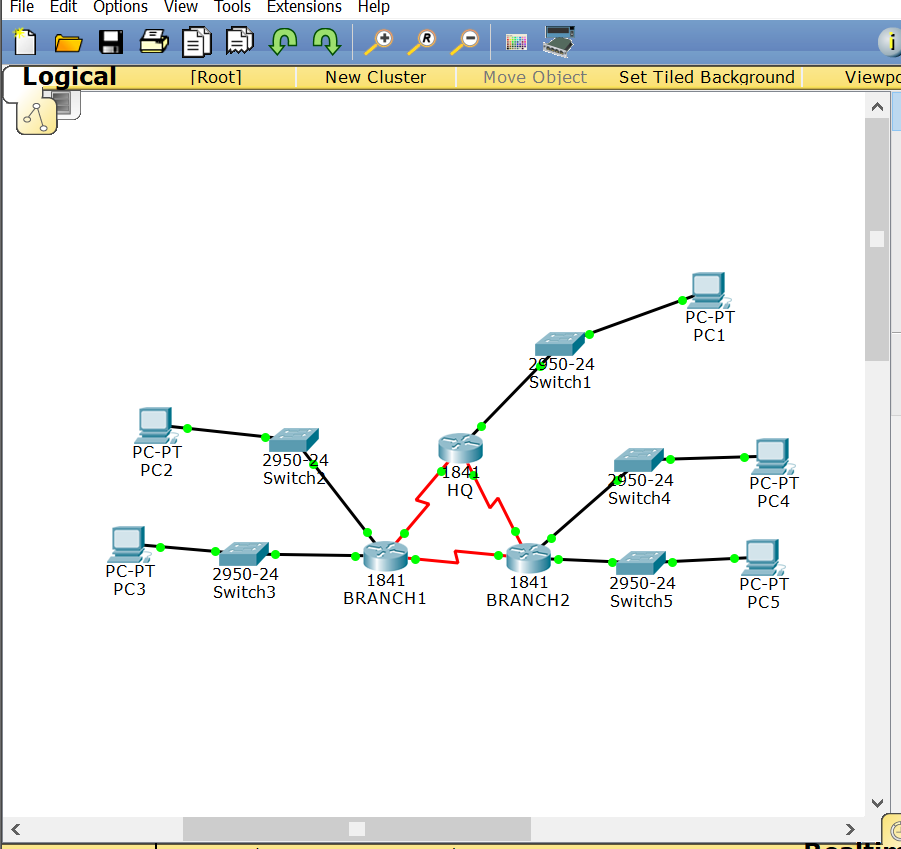 File Edit Options View Tools Extensions Help
R
i
Logical [Root] New Cluster Move Object Set Tiled Background Viewpo
PC-PT
PC1
2950-24
Switch1
PC-PT
PC2
2950-24
Switch2
1841
HQ
2950-24
Switch4
PC-PT
PC4
PC-PT
PC3
2950-24
Switch3
1841
BRANCH1
1841
BRANCH2
2950-24
Switch5
PC-PT
PC5
Realtim